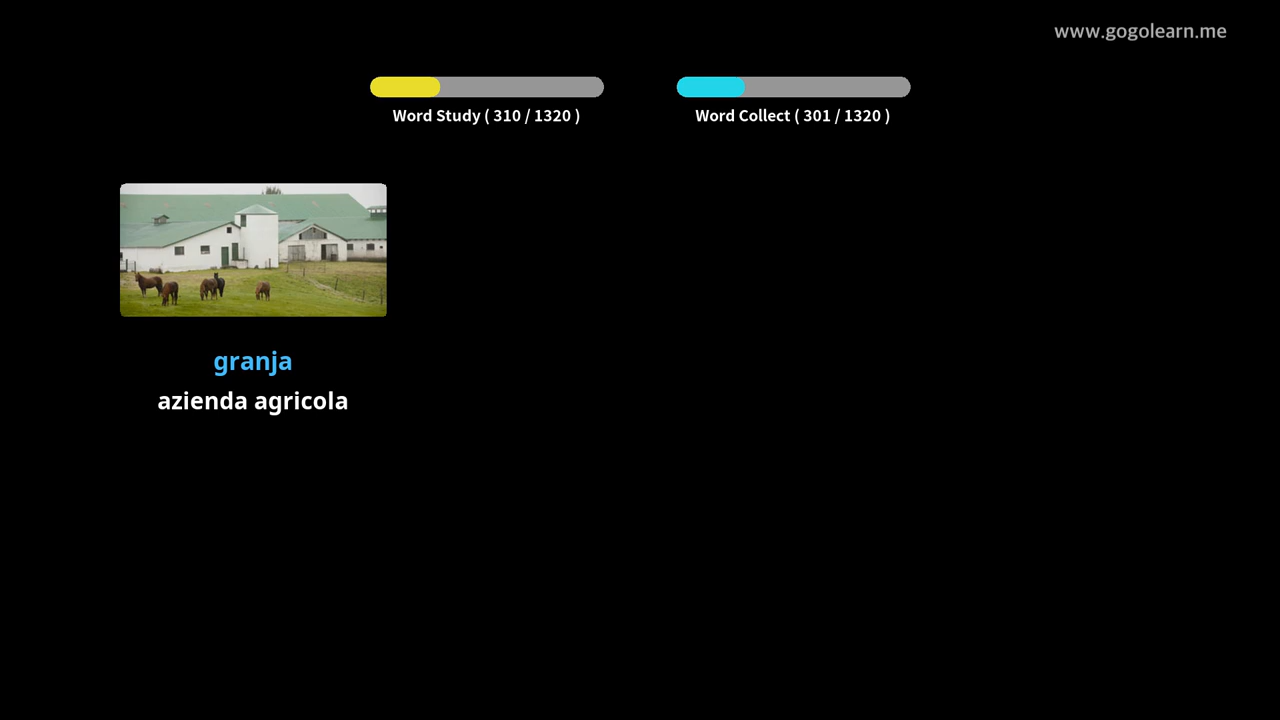 www.gogolearn.me
Word Study ( 310 / 1320 )
Word Collect ( 301 / 1320 )
granja
azienda agricola